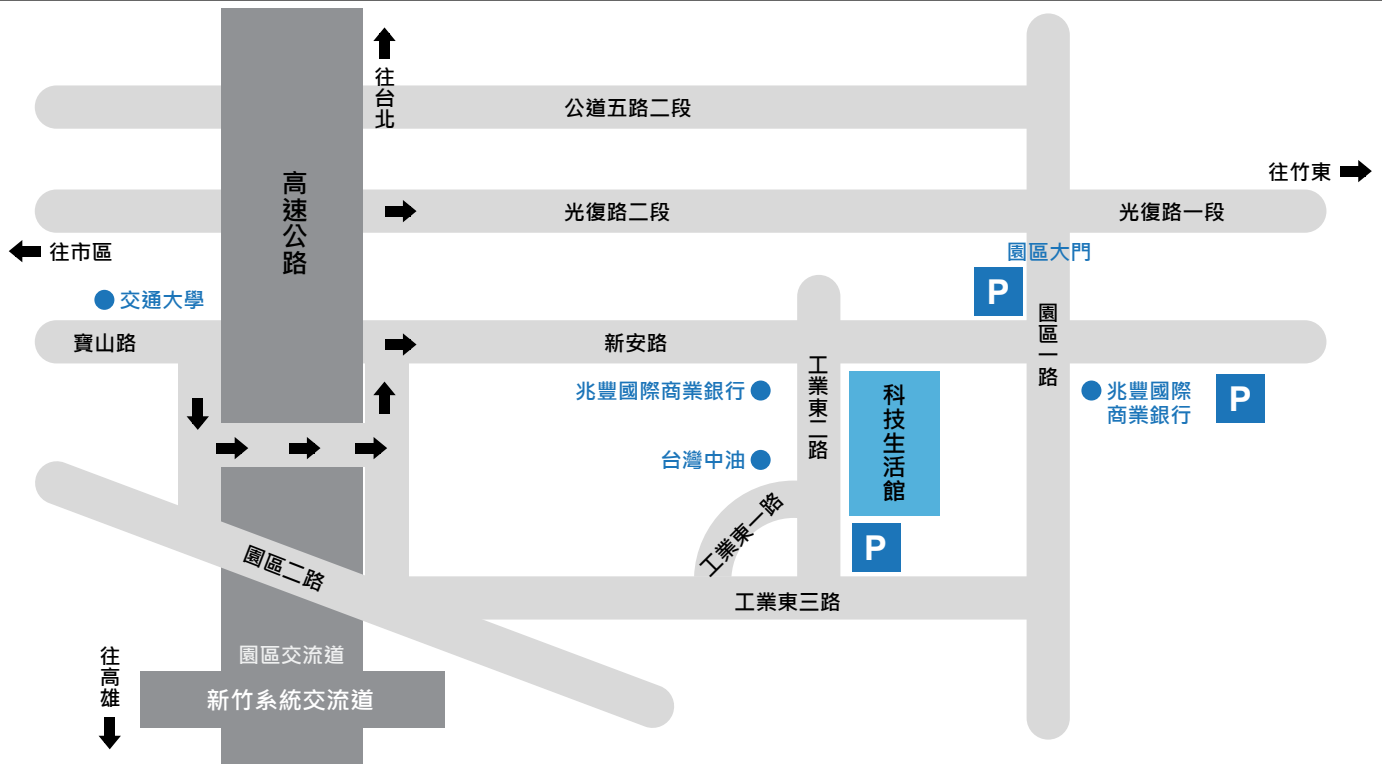 往台北
公道五路二段
往竹東
高速公路
光復路二段
光復路一段
往市區
園區大門
P
交通大學
寶山路
新安路
園區一路
工業東二路
兆豐國際商業銀行
科技生活館
兆豐國際
商業銀行
P
台灣中油
工業東一路
P
園區二路
工業東三路
園區交流道
往高雄
新竹系統交流道